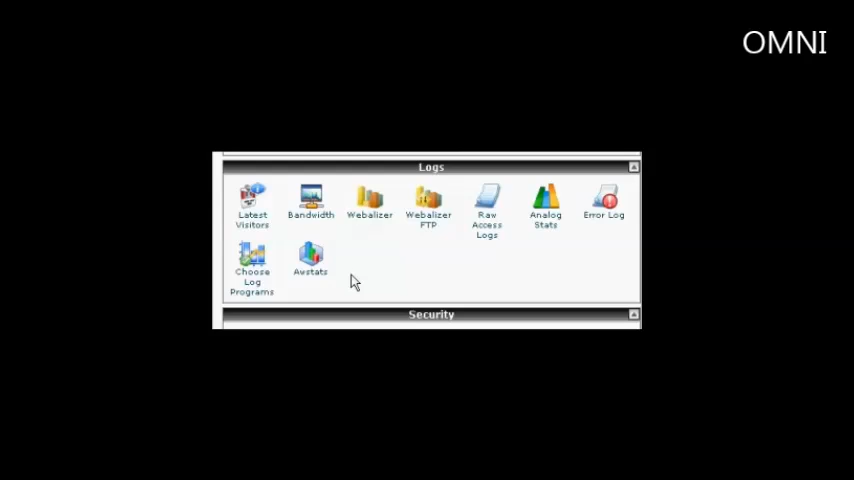 OMNI
Logs
Latest
Visitors
Bandwidth
Webalizer
Webalizer
FTP
Raw
Access
Logs
Analog
Stats
Error Log
Choose
Log
Programs
Awstats
Security